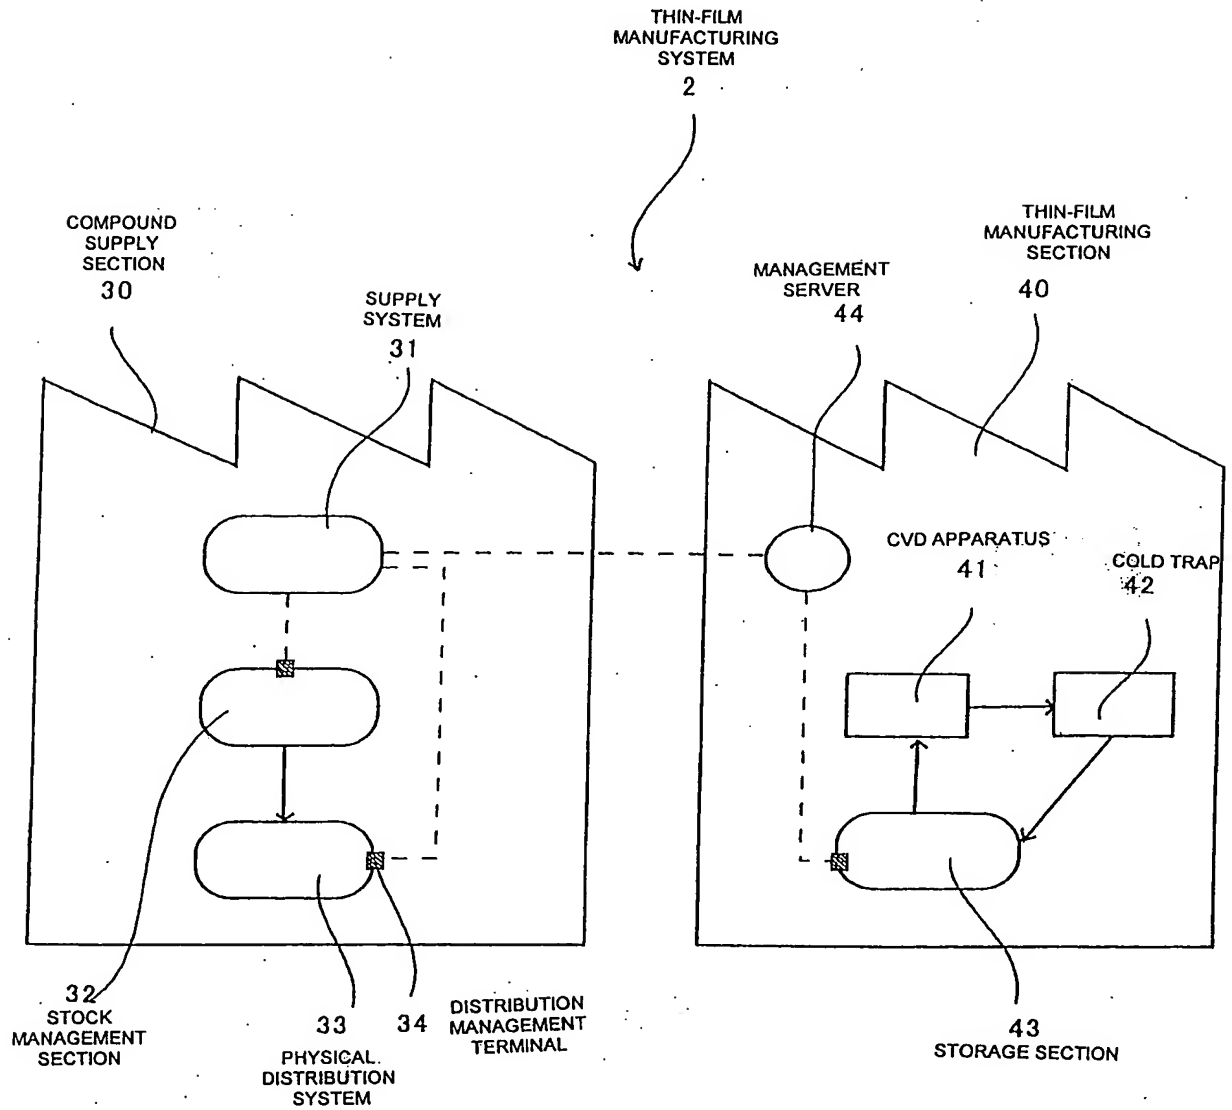 THIN-FILM
MANUFACTURING
SYSTEM
2
COMPOUND
SUPPLY
SECTION
30
SUPPLY
SYSTEM
31
MANAGEMENT
SERVER
44
THIN-FILM
MANUFACTURING
SECTION
40
CVD APPARATUS
41
COLD TRAP
42
32
STOCK
MANAGEMENT
SECTION
33
PHYSICAL.
DISTRIBUTION
SYSTEM
34
DISTRIBUTION
MANAGEMENT
TERMINAL
43
STORAGE SECTION